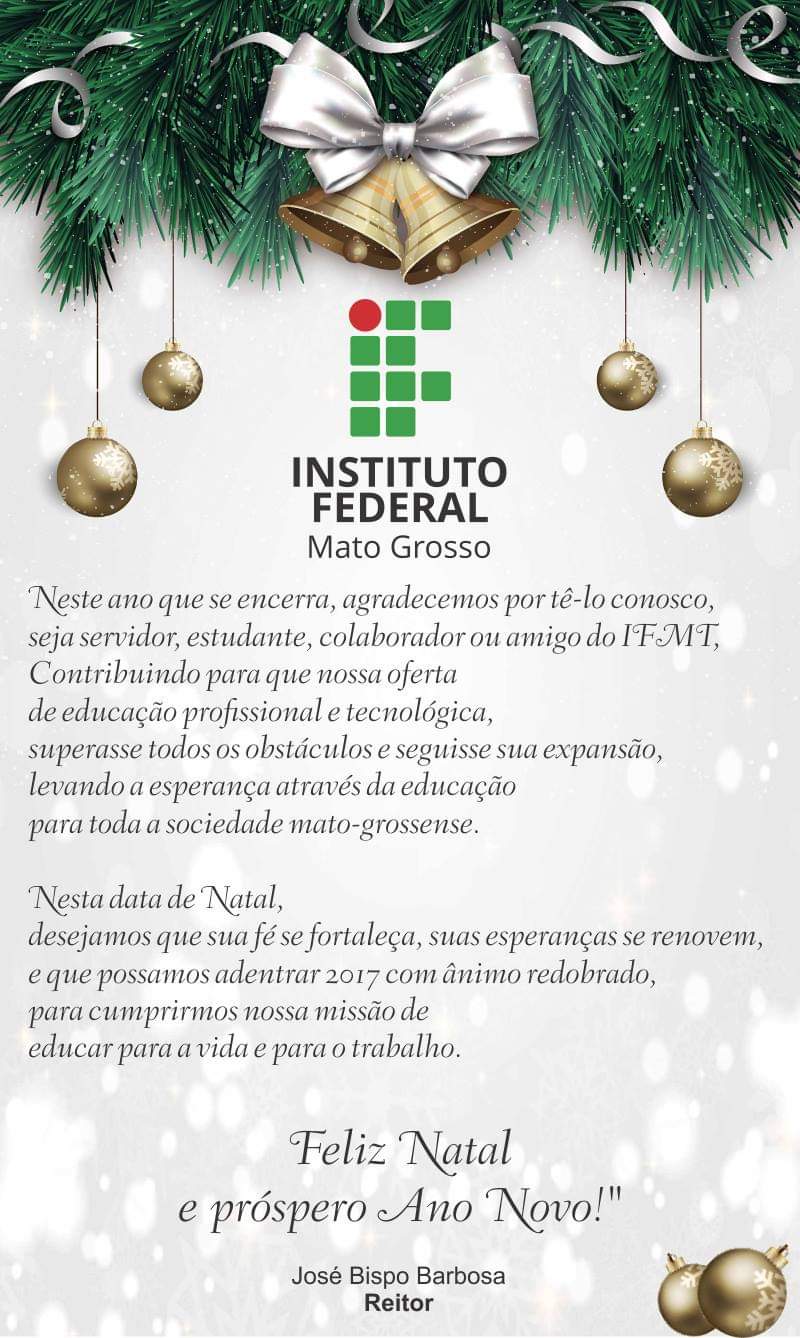 INSTITUTO
FEDERAL
Mato Grosso
Neste ano que se encerra, agradecemos por tê-lo conosco,
seja servidor, estudante, colaborador ou amigo do IFMT,
Contribuindo para que nossa oferta
de educação profissional e tecnológica,
superasse todos os obstáculos e seguisse sua expansão,
levando a esperança através da educação
para toda a sociedade mato-grossense.
Nesta data de Natal,
desejamos que sua fé se fortaleça, suas esperanças se renovem,
e que possamos adentrar 2017 com ânimo redobrado,
para cumprirmos nossa missão de
educar para a vida e para o trabalho.
Feliz Natal
e próspero Ano Novo!"
José Bispo Barbosa
Reitor